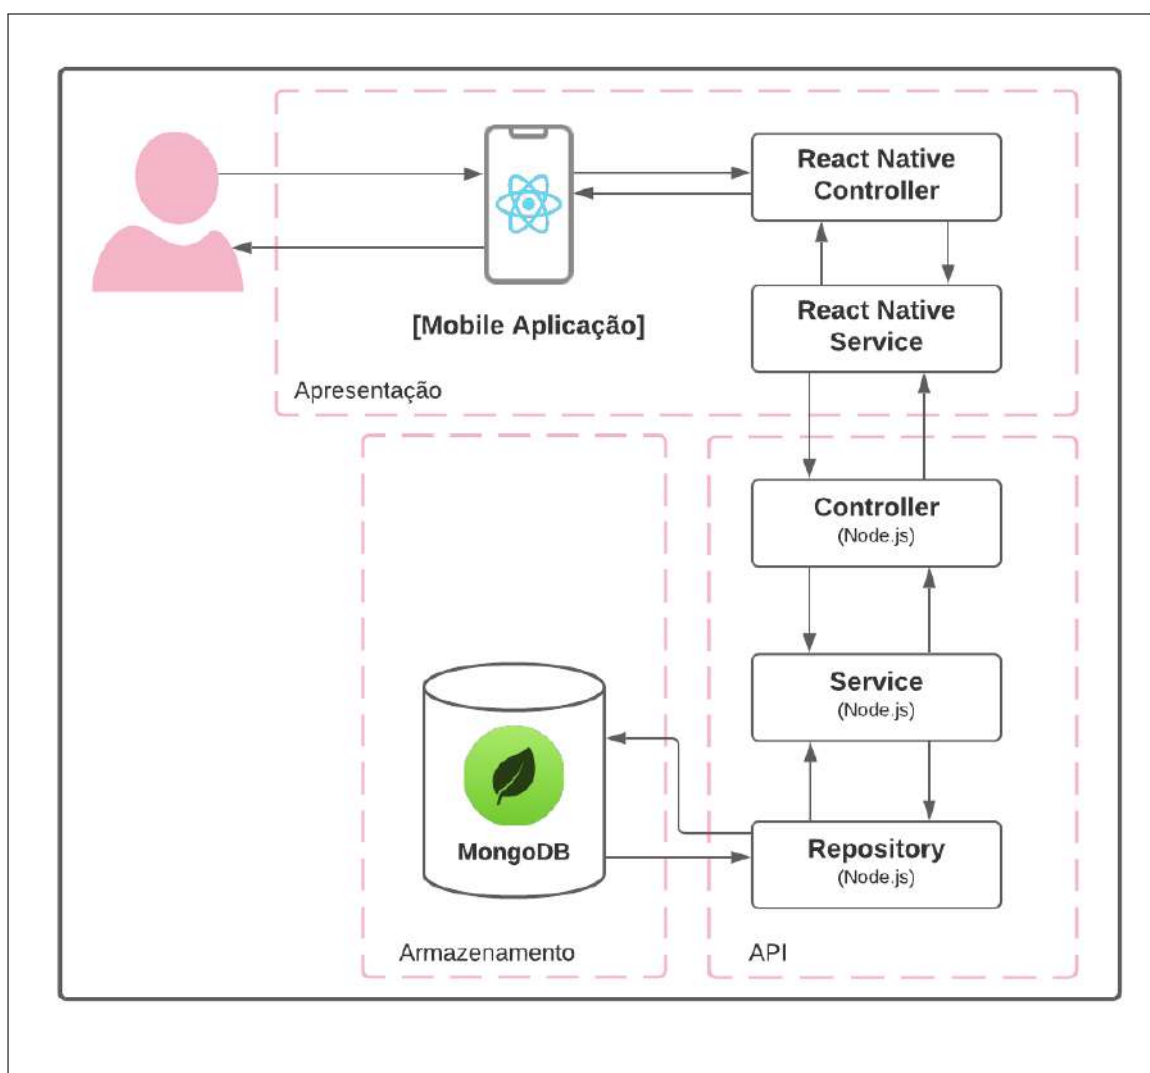 React Native
Controller
[Mobile Aplicação]
React Native
Service
Apresentação
Controller
(Node.js)
Service
(Node.js)
MongoDB
Repository
(Node.js)
Armazenamento
API